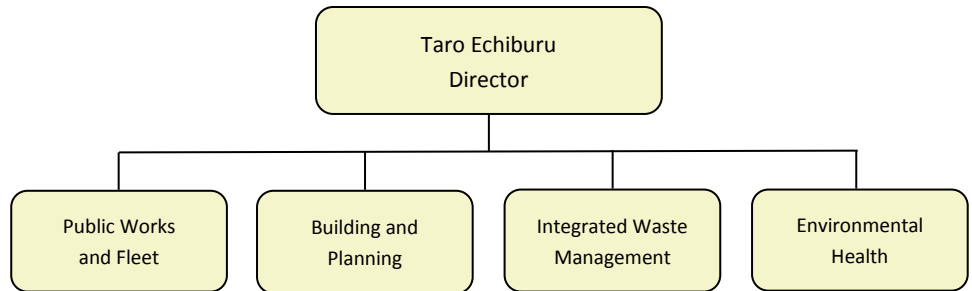 Taro Echiburu
Director
Public Works
and Fleet
Building and
Planning
Integrated Waste
Management
Environmental
Health